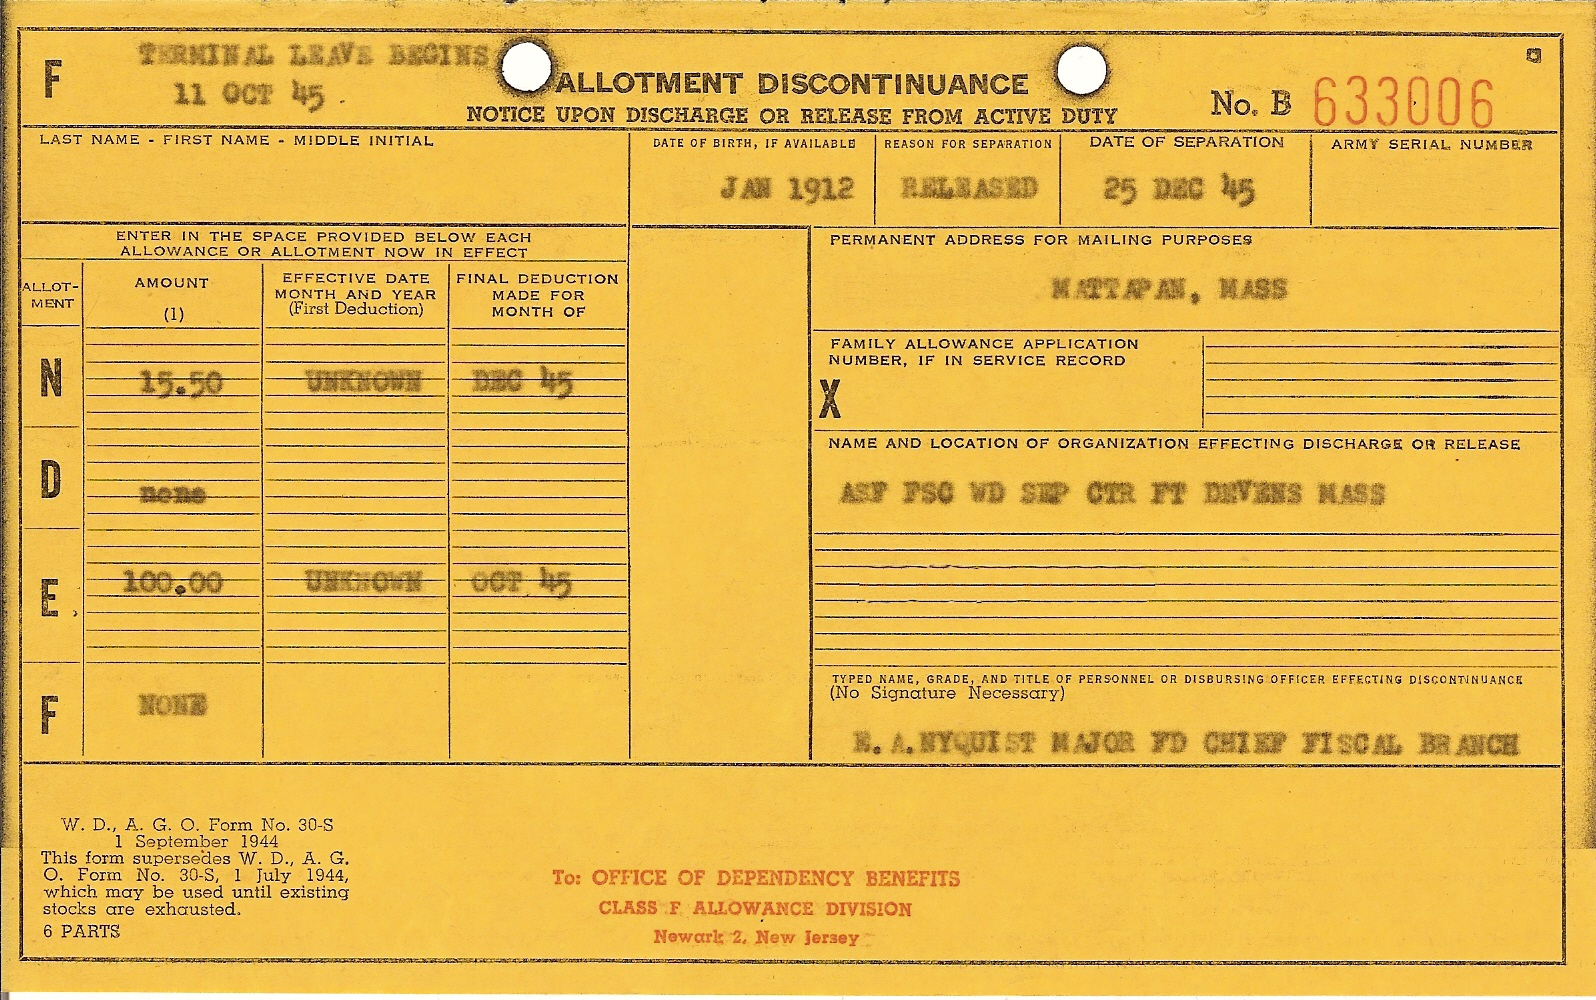 F
TERMINAL LEAVE BEGINS
11 OCT 45.
ALLOTMENT DISCONTINUANCE
NOTICE UPON DISCHARGE OR RELEASE FROM ACTIVE DUTY
No. B 633006
LAST NAME - FIRST NAME - MIDDLE INITIAL
DATE OF BIRTH, IF AVAILABLE
JAN 1912
REASON FOR SEPARATION
RELEASED
DATE OF SEPARATION
25 DEC 45
ARMY SERIAL NUMBER
ENTER IN THE SPACE PROVIDED BELOW EACH
ALLOWANCE OR ALLOTMENT NOW IN EFFECT
ALLOT-
MENT
AMOUNT
(1)
EFFECTIVE DATE
MONTH AND YEAR
(First Deduction)
FINAL DEDUCTION
MADE FOR
MONTH OF
N 15.50 UNKNOWN DEC 45
D none
E 100.00 UNKNOWN OCT 45
F NONE
PERMANENT ADDRESS FOR MAILING PURPOSES
MATTAPAN, MASS
FAMILY ALLOWANCE APPLICATION
NUMBER, IF IN SERVICE RECORD
X
NAME AND LOCATION OF ORGANIZATION EFFECTING DISCHARGE OR RELEASE
ASF PSC WD SEP CTR FT DEVENS MASS
TYPED NAME, GRADE, AND TITLE OF PERSONNEL OR DISBURSING OFFICER EFFECTING DISCONTINUANCE
(No Signature Necessary)
A. NYQUIST MAJOR FD CHIEF FISCAL BRANCH
W. D., A. G. O. Form No. 30-S
1 September 1944
This form supersedes W. D., A. G.
O. Form No. 30-S, 1 July 1944,
which may be used until existing
stocks are exhausted.
6 PARTS
To: OFFICE OF DEPENDENCY BENEFITS
CLASS F ALLOWANCE DIVISION
Newark 2, New Jersey